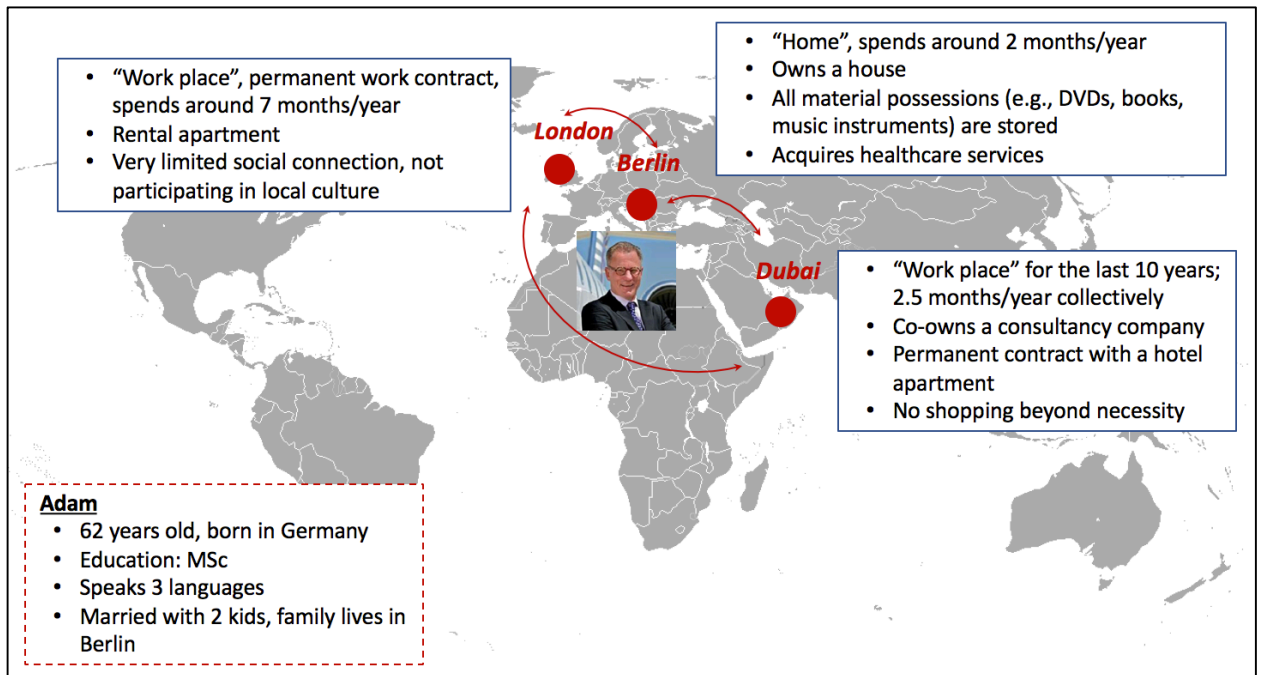 • “Work place”, permanent work contract,
spends around 7 months/year
• Rental apartment
• Very limited social connection, not
participating in local culture
• “Home”, spends around 2 months/year
• Owns a house
• All material possessions (e.g., DVDs, books,
music instruments) are stored
• Acquires healthcare services
London
Berlin
Dubai
• “Work place” for the last 10 years;
2.5 months/year collectively
• Co-owns a consultancy company
• Permanent contract with a hotel
apartment
• No shopping beyond necessity
Adam
• 62 years old, born in Germany
• Education: MSc
• Speaks 3 languages
• Married with 2 kids, family lives in
Berlin